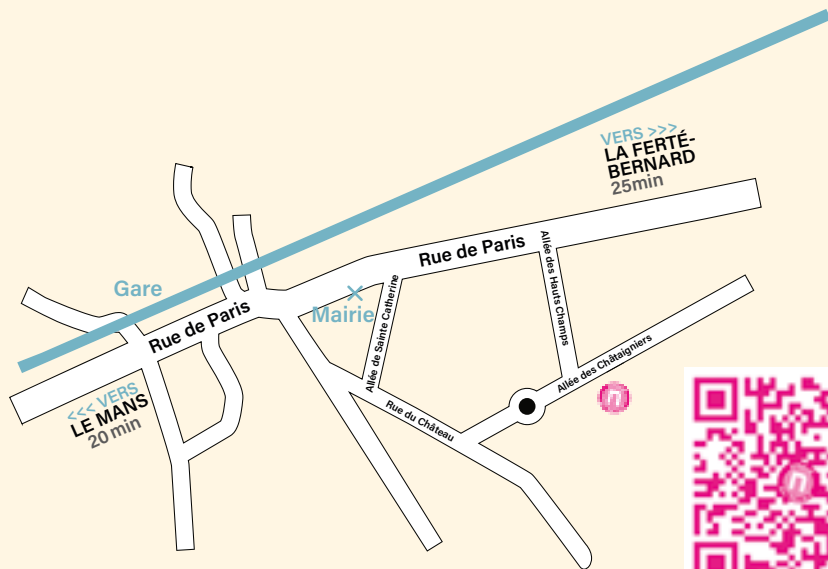 VERS >>>
LA FERTÉ-
BERNARD
25min
Rue de Paris
Allée des Hauts Champs
Gare
Mairie
Allée de Sainte Catherine
Rue de Paris
Allée des Châtaigniers
n
<<< VERS
LE MANS
20 min
Rue du Château
n